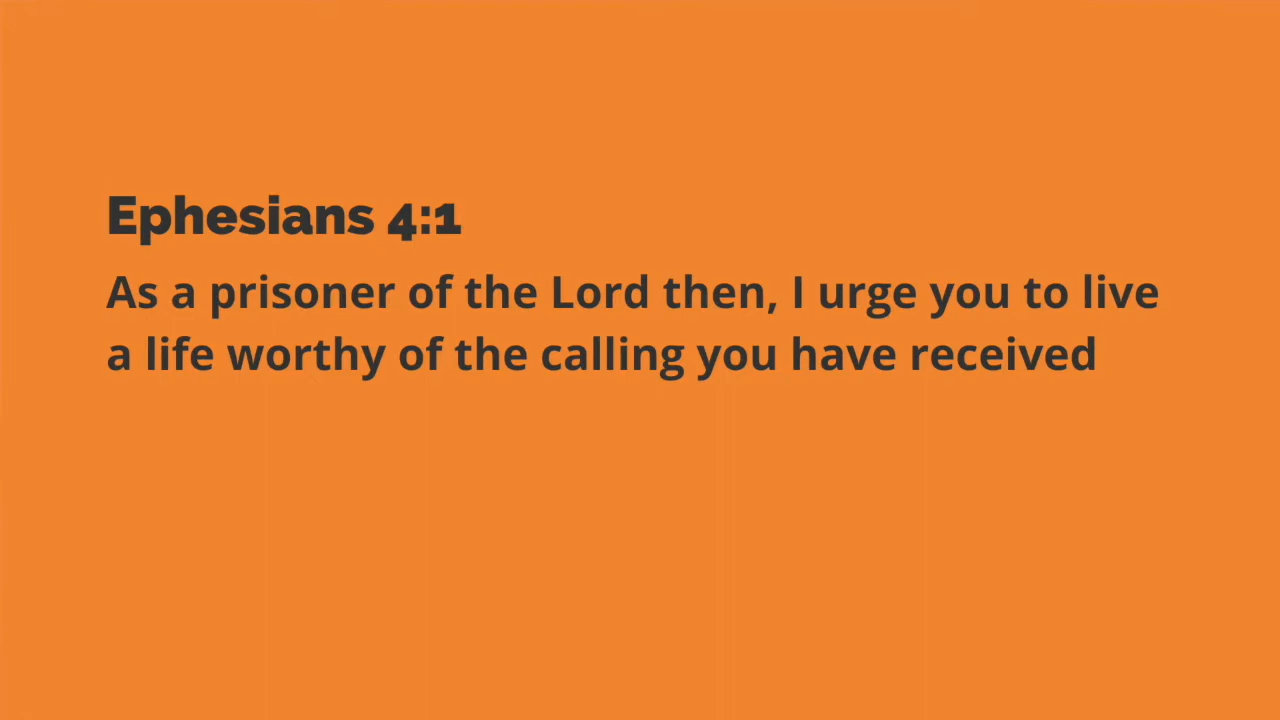 Ephesians 4:1
As a prisoner of the Lord then, I urge you to live
a life worthy of the calling you have received